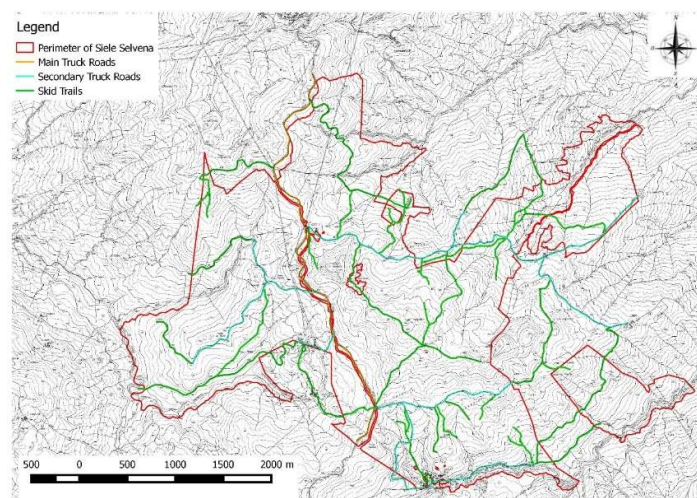 Legend
Perimeter of Siele Selvena
Main Truck Roads
Secondary Truck Roads
Skid Trails
N
500 0 500 1000 1500 2000 m